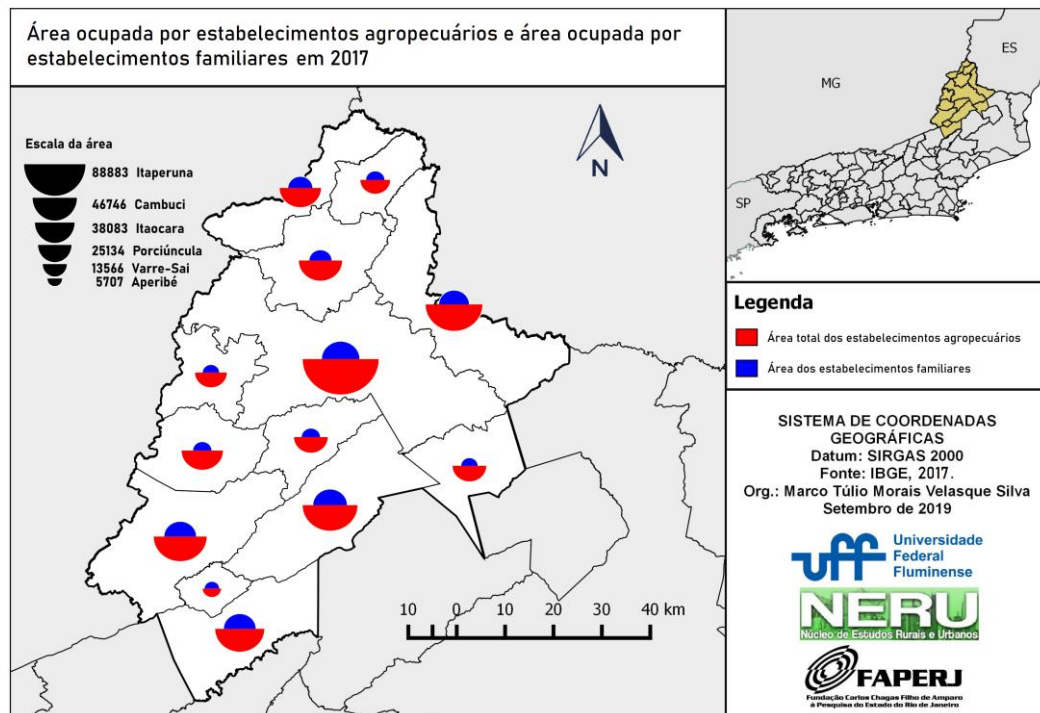 Área ocupada por estabelecimentos agropecuários e área ocupada por
estabelecimentos familiares em 2017
Escala da área
88883 Itaperuna
46746 Cambuci
38083 Itaocara
25134 Porciúncula
13566 Varre-Sai
5707 Aperibé
N
10 0 10 20 30 40 km
MG
ES
SP
Legenda
Área total dos estabelecimentos agropecuários
Área dos estabelecimentos familiares
SISTEMA DE COORDENADAS
GEOGRÁFICAS
Datum: SIRGAS 2000
Fonte: IBGE, 2017.
Org.: Marco Túlio Morais Velasque Silva
Setembro de 2019
uff
Universidade
Federal
Fluminense
NERU
Núcleo de Estudos Rurais e Urbanos
FAPERJ
Fundação Carlos Chagas Filho de Amparo
à Pesquisa do Estado do Rio de Janeiro